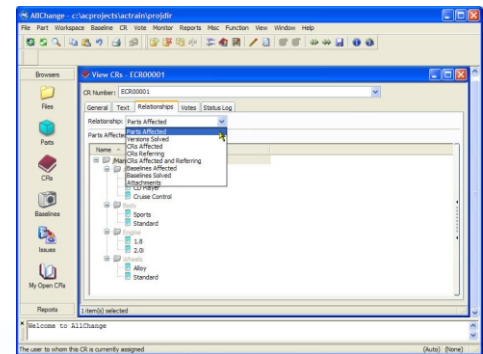 AllChange - c:\acprojects\actrain\projdir
File Part Workspace Baseline CR Vote Monitor Reports Misc Function View Window Help
Browsers
Files
Parts
CRs
Baselines
Issues
My Open CRs
Reports
View CRs - ECR00001
CR Number: ECR00001
General Text Relationships Votes Status Log
Relationship: Parts Affected
Parts Affected
Versions Solved
CRs Affected
CRs Referring
CRs Affected and Referring
Baselines Affected
Baselines Solved
Attachments
Parts Affected
Name
CD Player
Cruise Control
Body
Sports
Standard
Engine
1.8
2.0i
Wheels
Alloy
Standard
1 item(s) selected
Welcome to AllChange
The user to whom this CR is currently assigned
(Auto) (None)